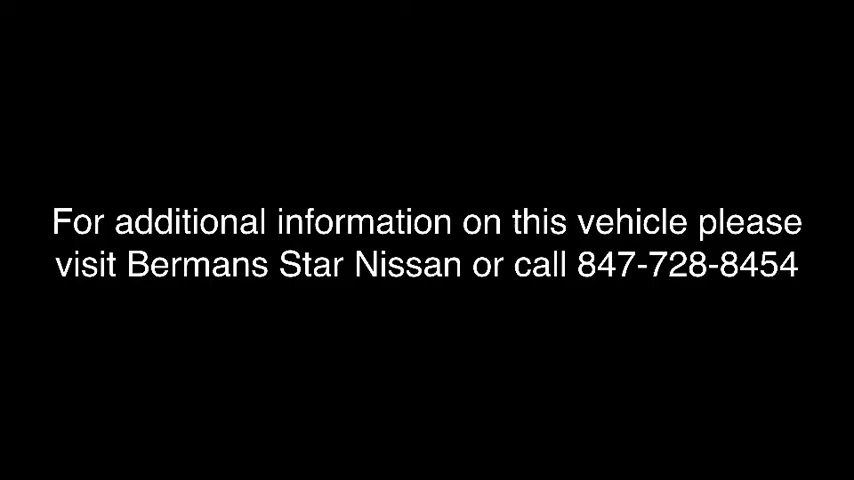 For additional information on this vehicle please
visit Bermans Star Nissan or call 847-728-8454